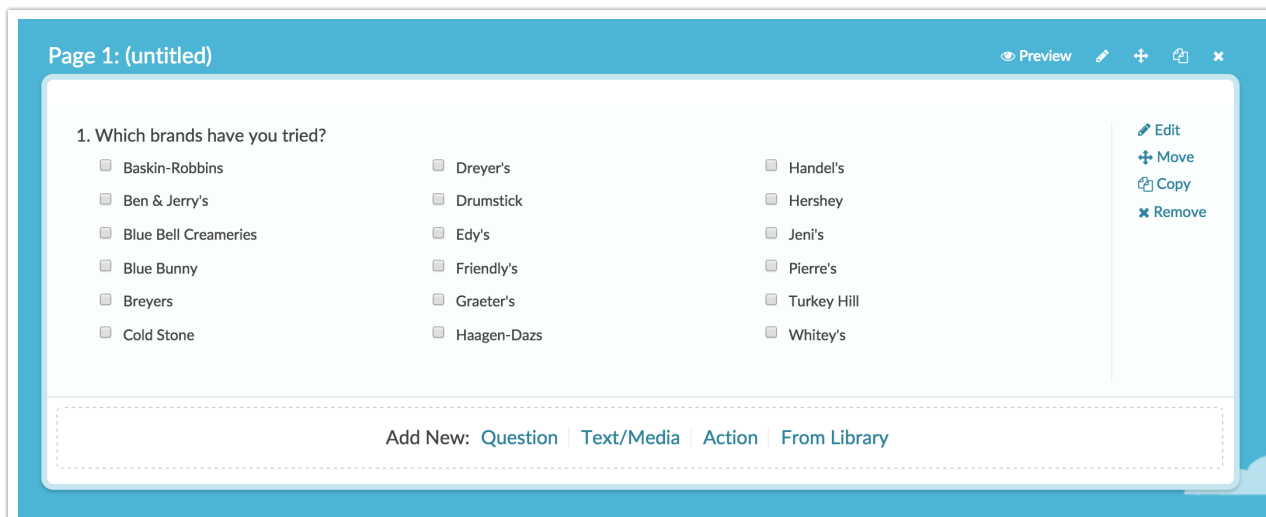 Page 1: (untitled)
Preview
1. Which brands have you tried?
Baskin-Robbins
Ben & Jerry's
Blue Bell Creameries
Blue Bunny
Breyers
Cold Stone
Dreyer's
Drumstick
Edy's
Friendly's
Graeter's
Haagen-Dazs
Handel's
Hershey
Jeni's
Pierre's
Turkey Hill
Whitey's
Edit
Move
Copy
Remove
Add New: Question Text/Media Action From Library